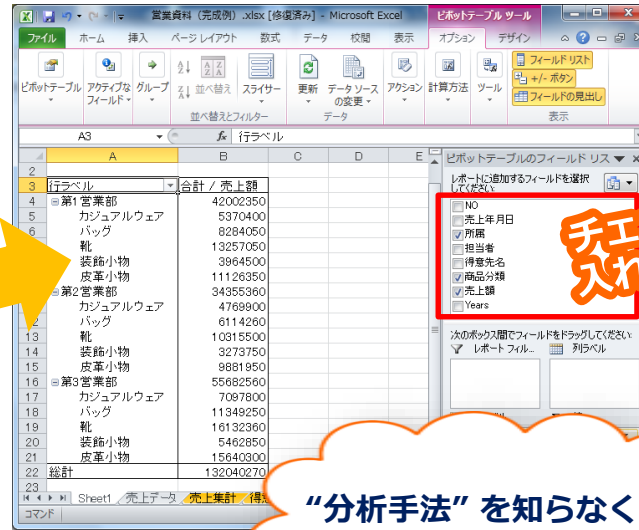 営業資料（完成例）.xlsx [修復済み] - Microsoft Excel
ピボットテーブル ツール
ファイル ホーム 挿入 ページ レイアウト 数式 データ 校閲 表示 オプション デザイン
ピボットテーブル アクティブな フィールド グループ
並べ替え スライサー
並べ替えとフィルター
更新 データ ソース の変更
データ
アクション 計算方法 ツール
フィールド リスト
+/- ボタン
フィールドの見出し
表示
A3 fx 行ラベル
A B C D E
2
3 行ラベル 合計 / 売上額
4 第1営業部 42002350
5 カジュアルウェア 5370400
6 バッグ 8284050
靴 13257050
装飾小物 3964500
皮革小物 11126350
第2営業部 34355360
カジュアルウェア 4769900
2 バッグ 6114260
13 靴 10315500
14 装飾小物 3273750
15 皮革小物 9881950
16 第3営業部 55682560
17 カジュアルウェア 7097800
18 バッグ 11349250
19 靴 16132360
20 装飾小物 5462850
21 皮革小物 15640300
22 総計 132040270
23
Sheet1 売上データ 売上集計 得意
コマンド
ピボットテーブルのフィールド リスト
レポートに追加するフィールドを選択
してください:
NO
売上年月日
所属
担当者
得意先名
商品分類
売上額
Years
チェ
入れ
次のボックス間でフィールドをドラッグしてください:
レポート フィル... 列ラベル
“分析手法” を知らなく